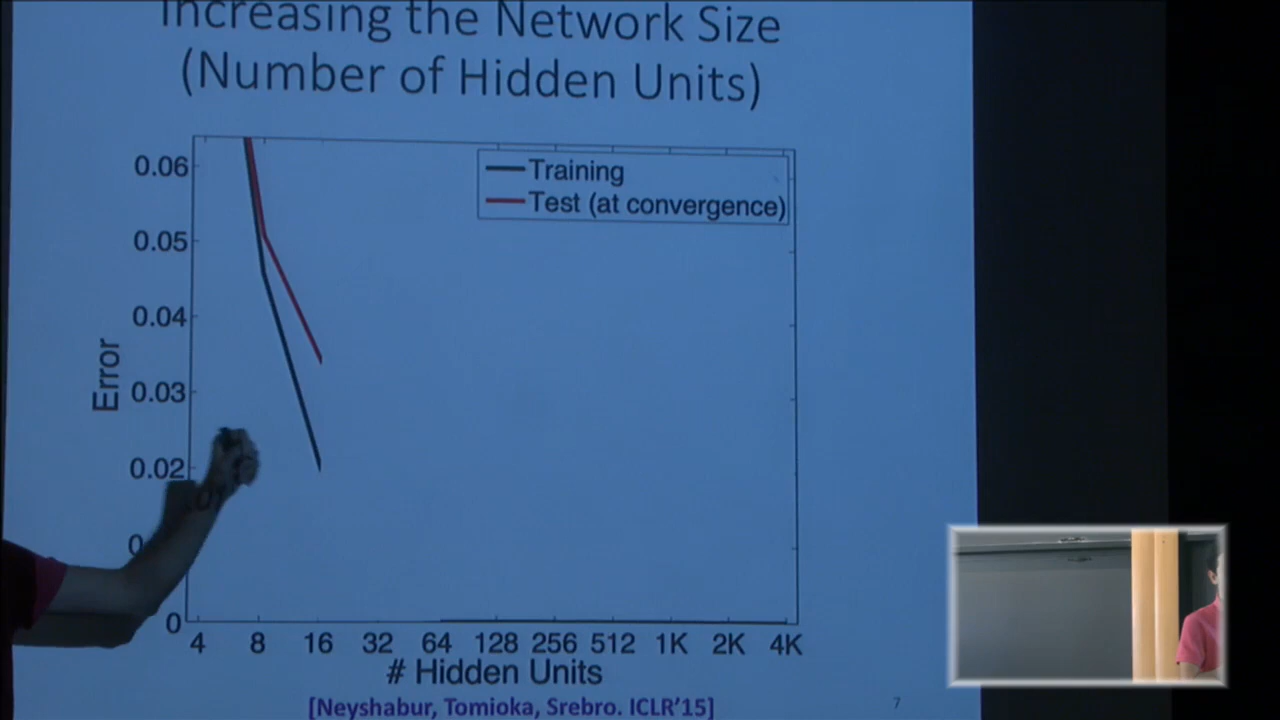 Increasing the Network Size
(Number of Hidden Units)
Training
Test (at convergence)
0.06
0.05
0.04
0.03
0.02
0
Error
4 8 16 32 64 128 256 512 1K 2K 4K
# Hidden Units
[Neyshabur, Tomioka, Srebro. ICLR'15]
7